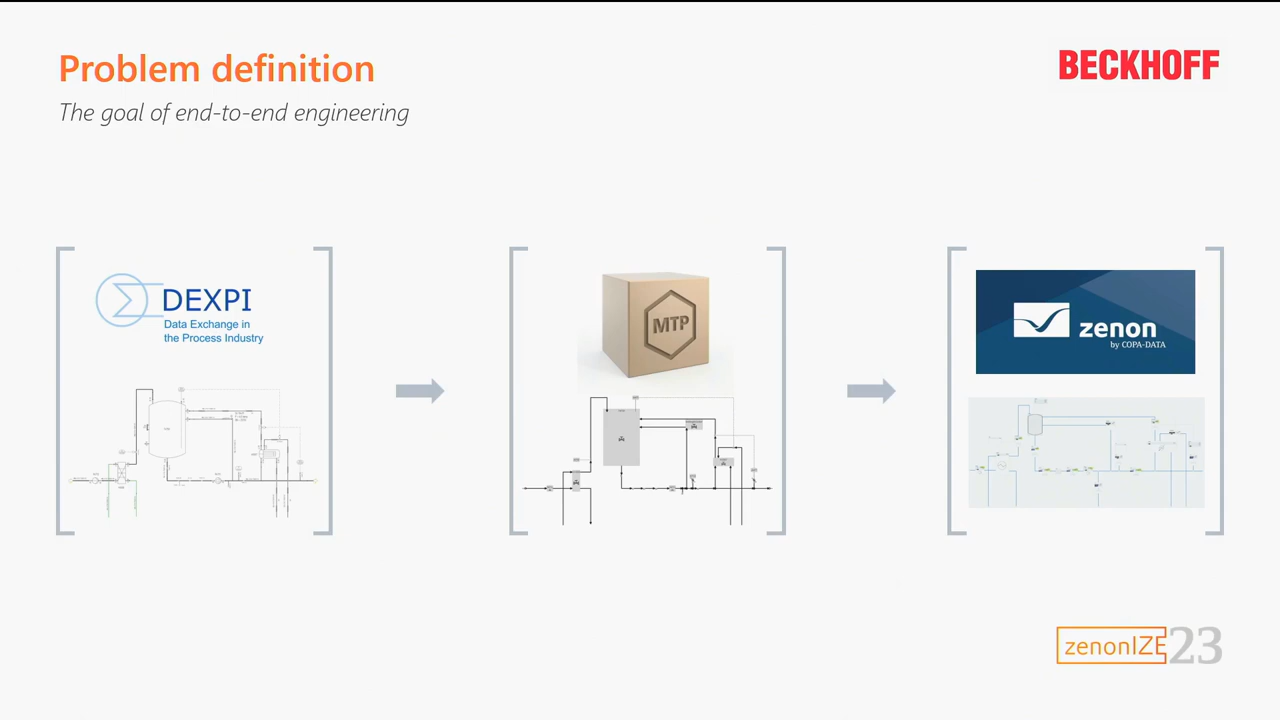 Problem definition
BECKHOFF
The goal of end-to-end engineering
DEXPI
Data Exchange in
the Process Industry
MTP
zenon
by COPA-DATA
zenonIZE23